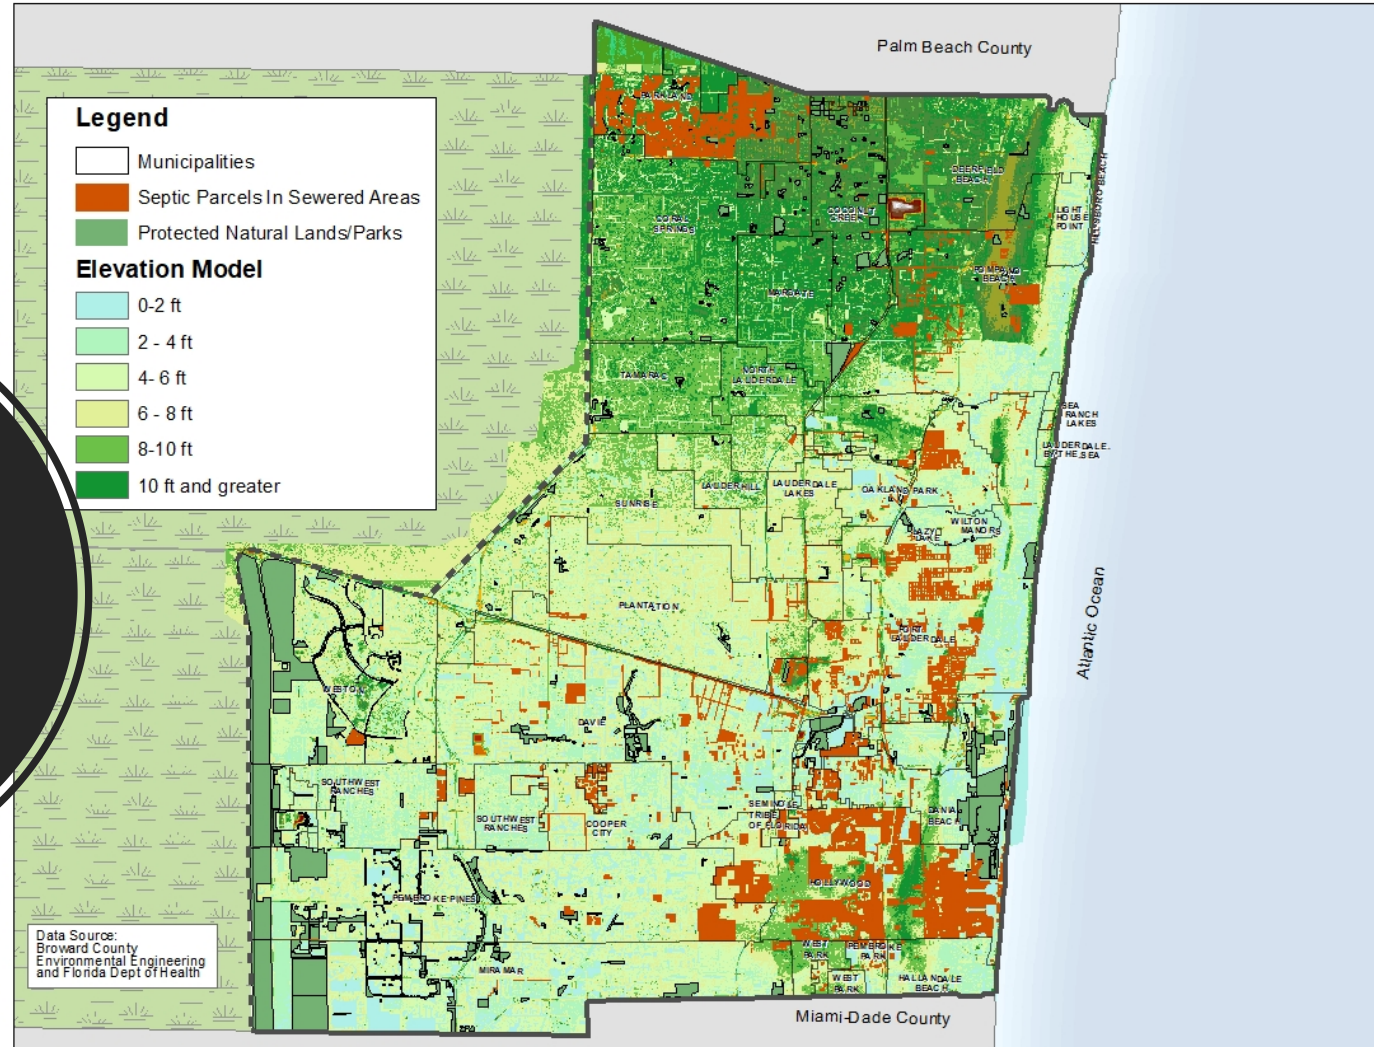 Palm Beach County
Legend
Municipalities
Septic Parcels In Sewered Areas
Protected Natural Lands/Parks
Elevation Model
0-2 ft
2 - 4 ft
4- 6 ft
6 - 8 ft
8-10 ft
10 ft and greater
PARKLAND
DEERFIELD
BEACH
HILLSBORO BEACH
CORAL
SPRINGS
COCONUT
CREEK
LIGHT
HOUSE
POINT
POMPANO
BEACH
MARGATE
TAMARAC
NORTH
LAUDERDALE
SEA
RANCH
LAKES
LAUDERDALE
BY THE SEA
LAUDERHILL
LAUDERDALE
LAKES
OAKLAND PARK
SUNRISE
WILTON
MANORS
LAZY
LAKE
PLANTATION
FORT
LAUDERDALE
Atlantic Ocean
WESTON
DAVIE
SOUTHWEST
RANCHES
SOUTHWEST
RANCHES
COOPER
CITY
SEMINOLE
TRIBE
OF FLORIDA
DANIA
BEACH
HOLLYWOOD
PEMBROKE PINES
Data Source:
Broward County
Environmental Engineering
and Florida Dept of Health
WEST
PARK
PEMBROKE
PARK
MIRAMAR
WEST
PARK
HALLANDALE
BEACH
Miami-Dade County